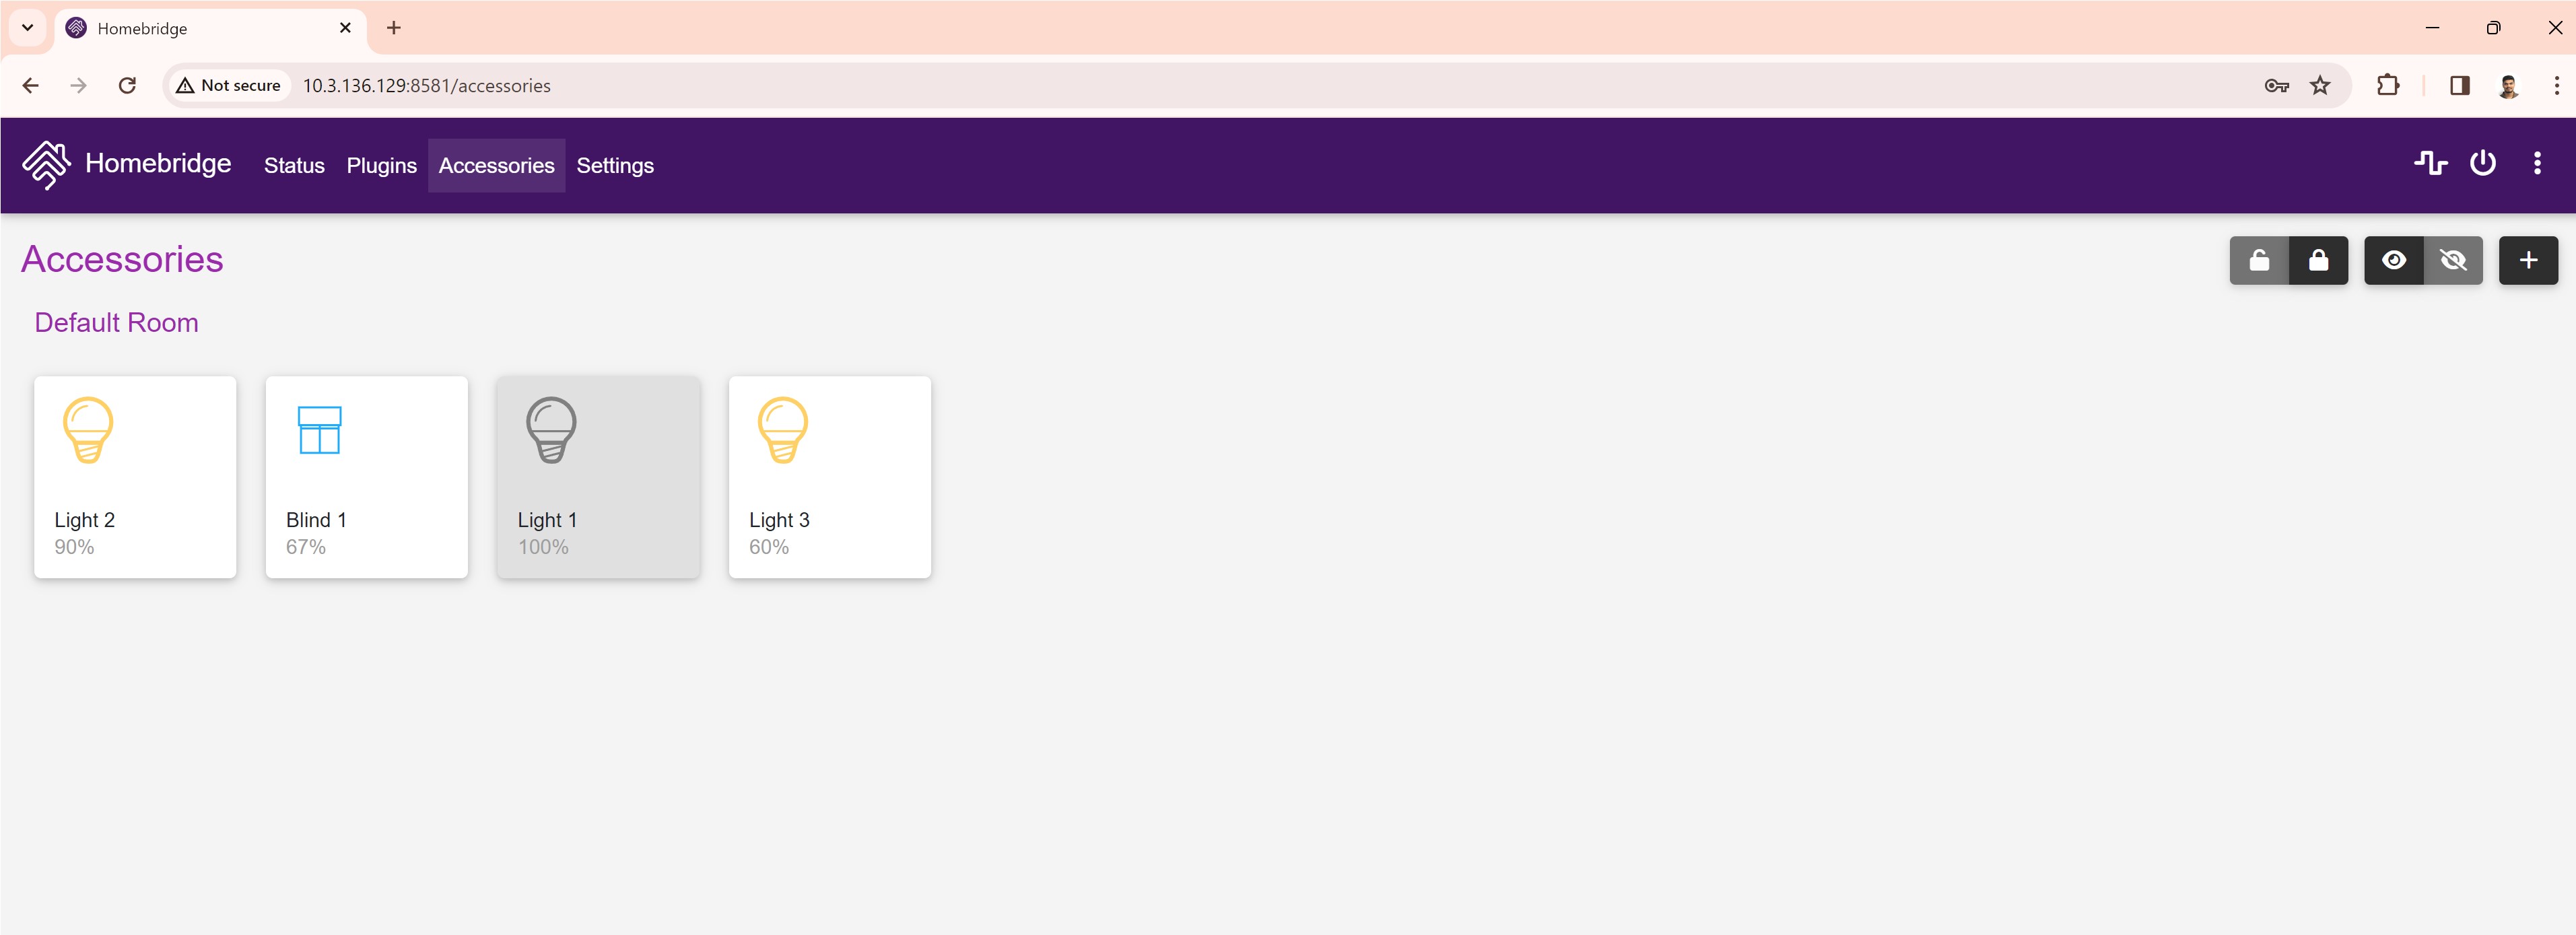 Homebridge
Not secure 10.3.136.129:8581/accessories
Homebridge Status Plugins Accessories Settings
Accessories
Default Room
Light 2
90%
Blind 1
67%
Light 1
100%
Light 3
60%